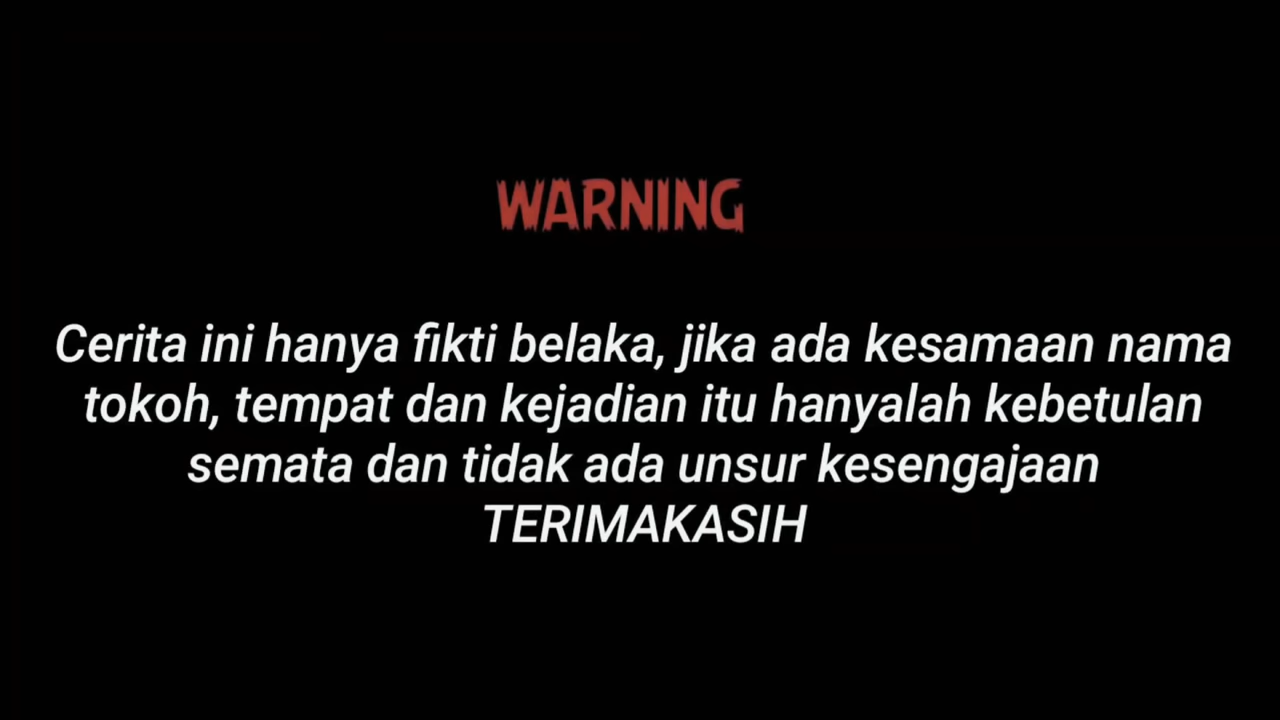 WARNING
Cerita ini hanya fikti belaka, jika ada kesamaan nama
tokoh, tempat dan kejadian itu hanyalah kebetulan
semata dan tidak ada unsur kesengajaan
TERIMAKASIH